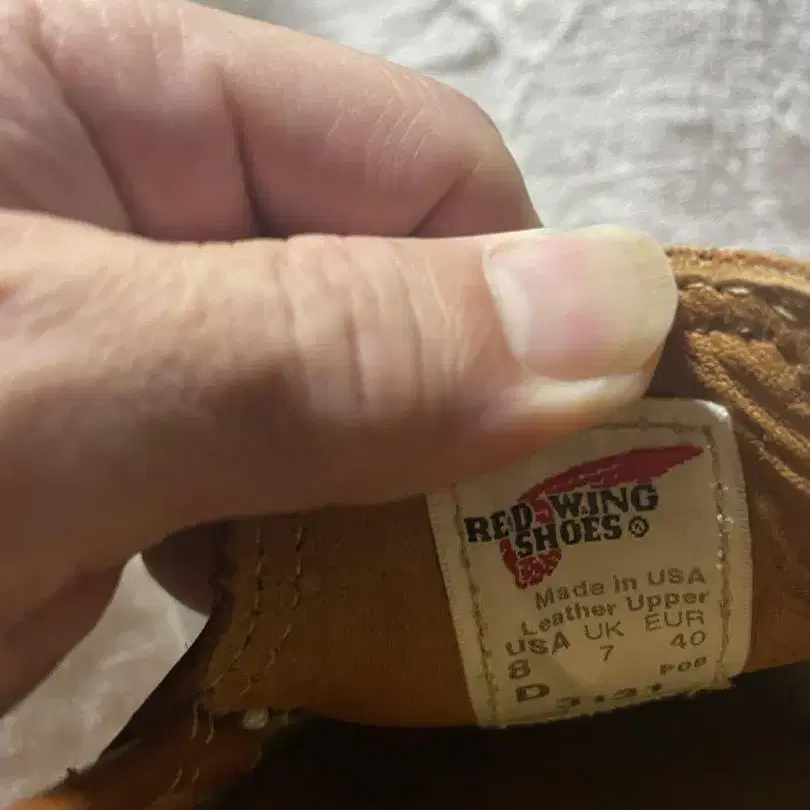 RED WING
SHOES
Made in USA
Leather Upper
USA UK EUR
8 7 40
D